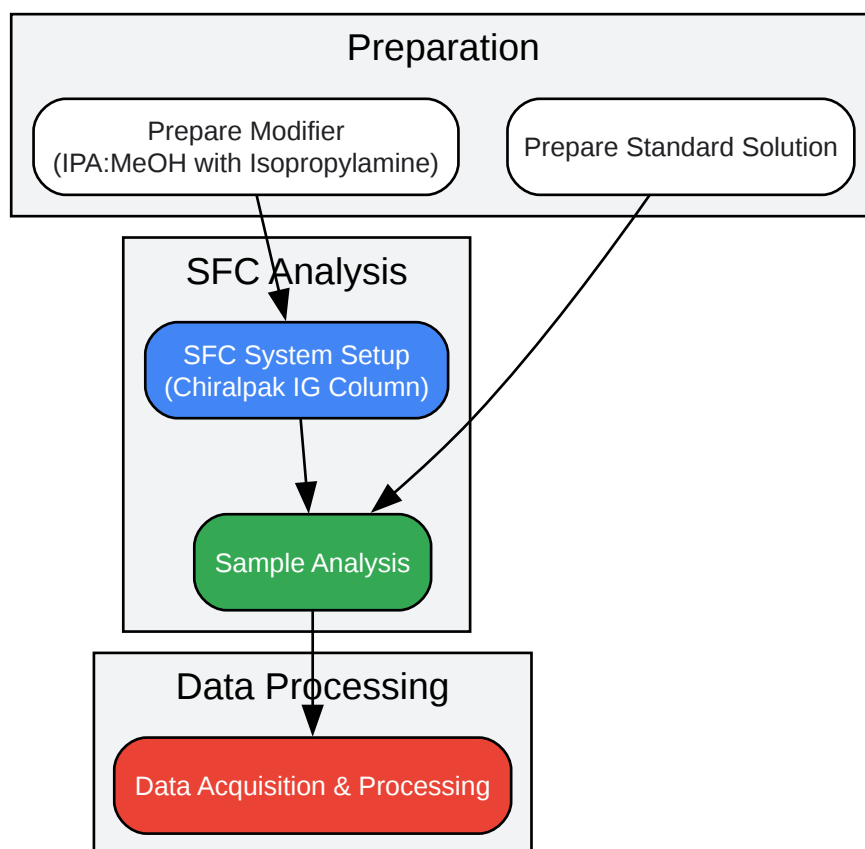 Preparation
Prepare Modifier
(IPA:MeOH with Isopropylamine)
Prepare Standard Solution
SFC Analysis
SFC System Setup
(Chiralpak IG Column)
Sample Analysis
Data Processing
Data Acquisition & Processing